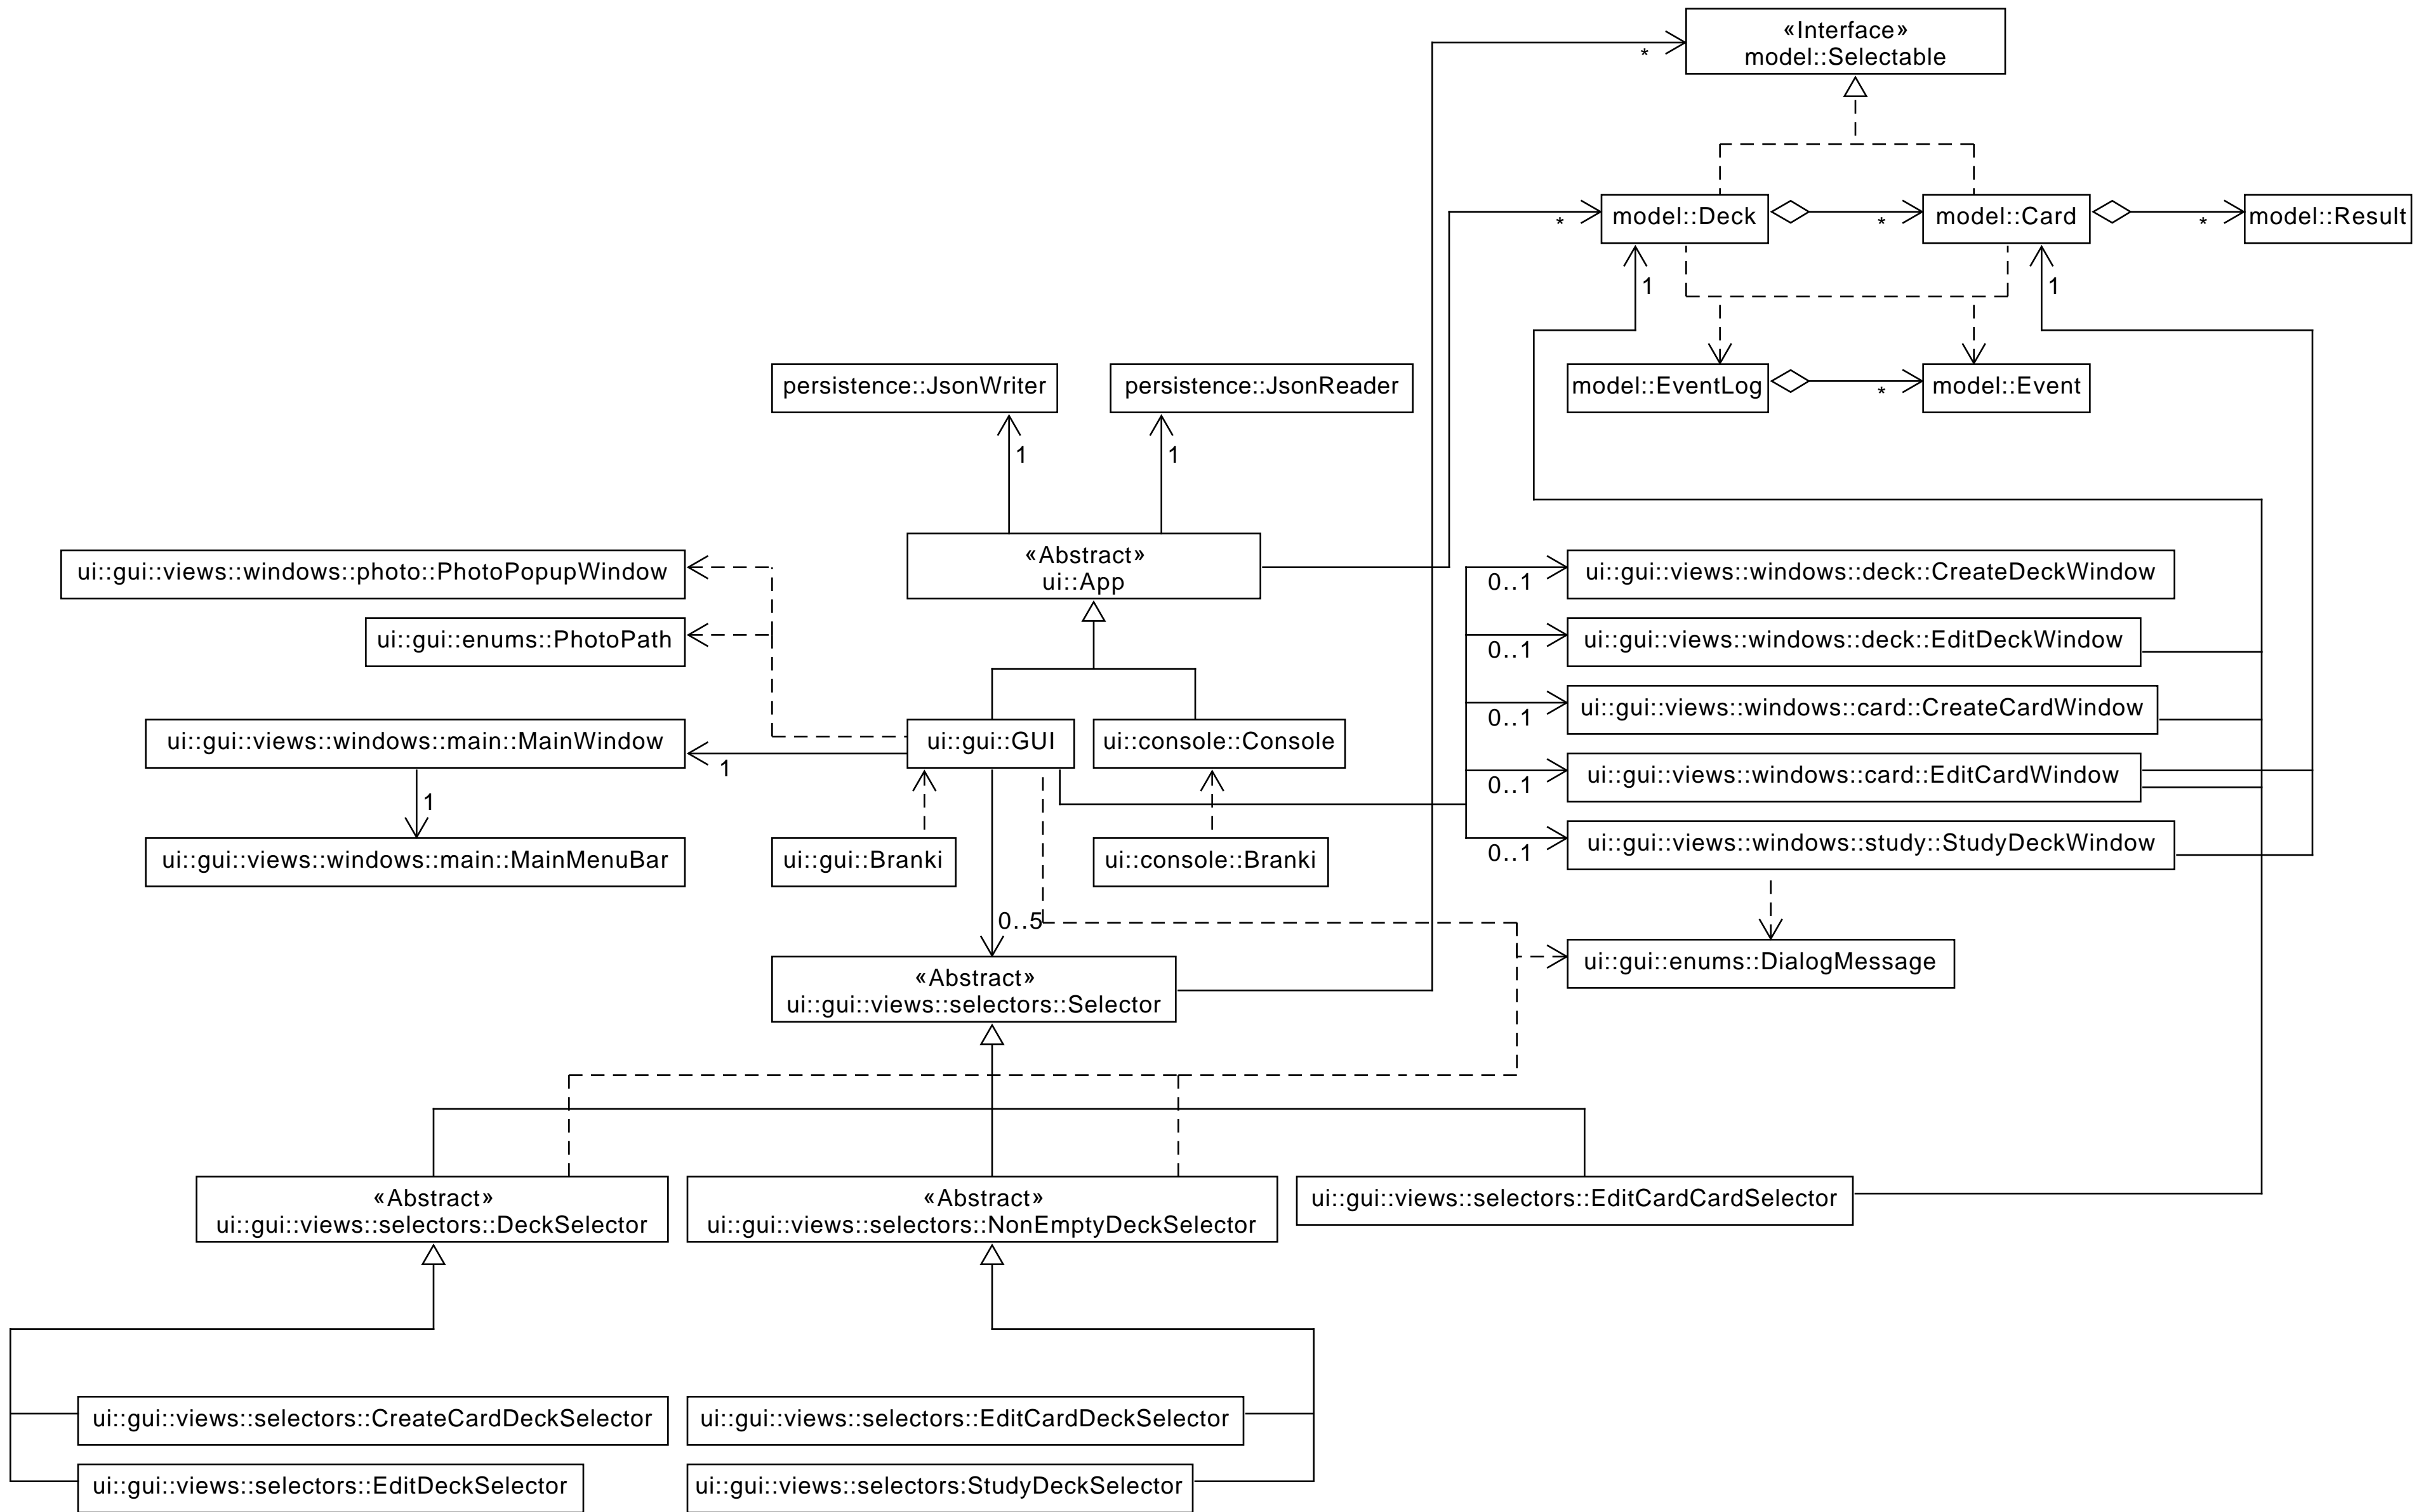 «Interface»
model::Selectable
*
model::Deck
model::Card
model::Result
*
*
*
1
1
persistence::JsonWriter
persistence::JsonReader
model::EventLog
model::Event
*
1
1
«Abstract»
ui::App
ui::gui::views::windows::photo::PhotoPopupWindow
ui::gui::views::windows::deck::CreateDeckWindow
0..1
ui::gui::enums::PhotoPath
ui::gui::views::windows::deck::EditDeckWindow
0..1
ui::gui::views::windows::card::CreateCardWindow
0..1
ui::gui::views::windows::main::MainWindow
ui::gui::GUI
ui::console::Console
1
ui::gui::views::windows::card::EditCardWindow
0..1
1
ui::gui::views::windows::study::StudyDeckWindow
0..1
ui::gui::views::windows::main::MainMenuBar
ui::gui::Branki
ui::console::Branki
0..5
ui::gui::enums::DialogMessage
«Abstract»
ui::gui::views::selectors::Selector
«Abstract»
ui::gui::views::selectors::DeckSelector
«Abstract»
ui::gui::views::selectors::NonEmptyDeckSelector
ui::gui::views::selectors::EditCardCardSelector
ui::gui::views::selectors::CreateCardDeckSelector
ui::gui::views::selectors::EditCardDeckSelector
ui::gui::views::selectors::EditDeckSelector
ui::gui::views::selectors:StudyDeckSelector